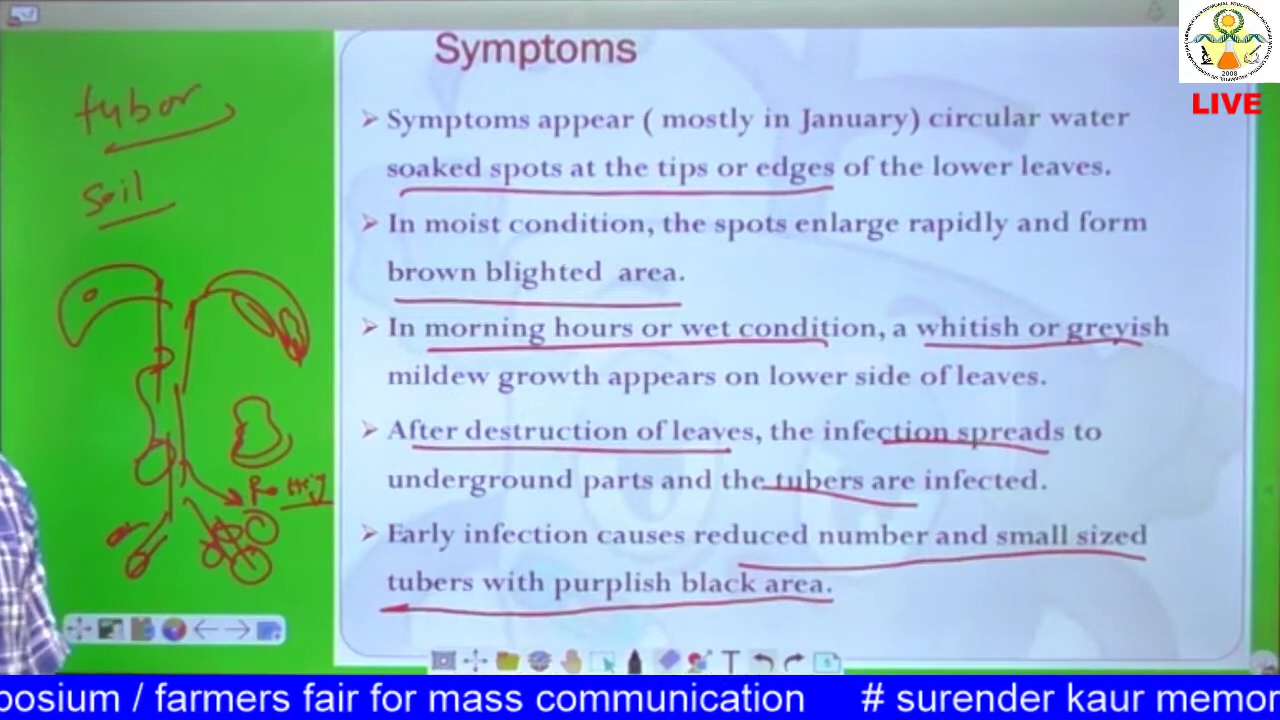 Symptoms
LIVE
2008
tubor
soil
➢ Symptoms appear ( mostly in January) circular water
soaked spots at the tips or edges of the lower leaves.
➢ In moist condition, the spots enlarge rapidly and form
brown blighted area.
➢ In morning hours or wet condition, a whitish or greyish
mildew growth appears on lower side of leaves.
➢ After destruction of leaves, the infection spreads to
underground parts and the tubers are infected.
➢ Early infection causes reduced number and small sized
tubers with purplish black area.
posium / farmers fair for mass communication # surender kaur memor